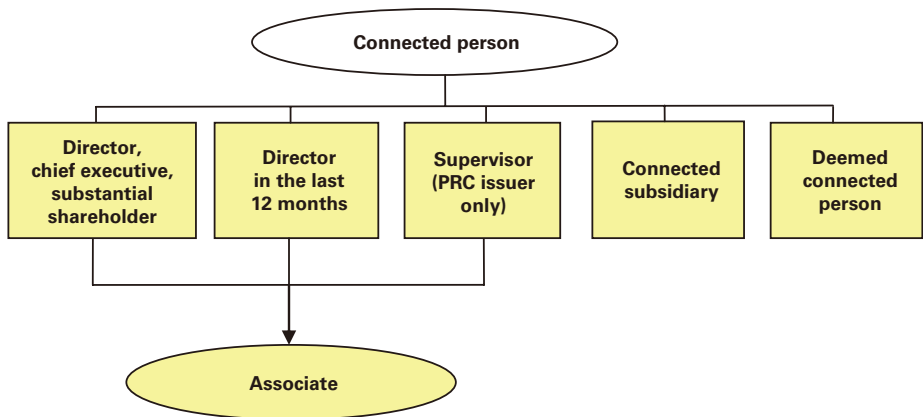 Connected person
Director,
chief executive,
substantial
shareholder
Director
in the last
12 months
Supervisor
(PRC issuer
only)
Connected
subsidiary
Deemed
connected
person
Associate